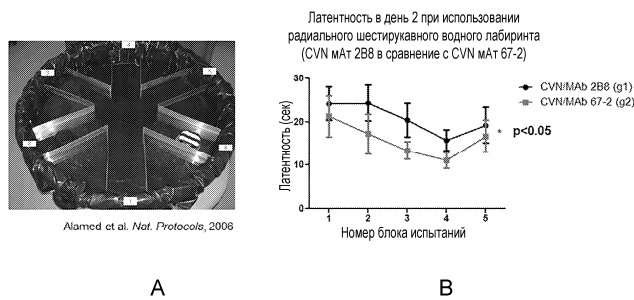 Alamed et al. Nat. Protocols, 2006
A
Латентность в день 2 при использовании
радиального шестирукавного водного лабиринта
(CVN мАт 2B8 в сравнение с CVN мАт 67-2)
Латентность (сек)
30
20
10
0
1 2 3 4 5
Номер блока испытаний
CVN/MAb 2B8 (g1)
CVN/MAb 67-2 (g2)
* p<0.05
B